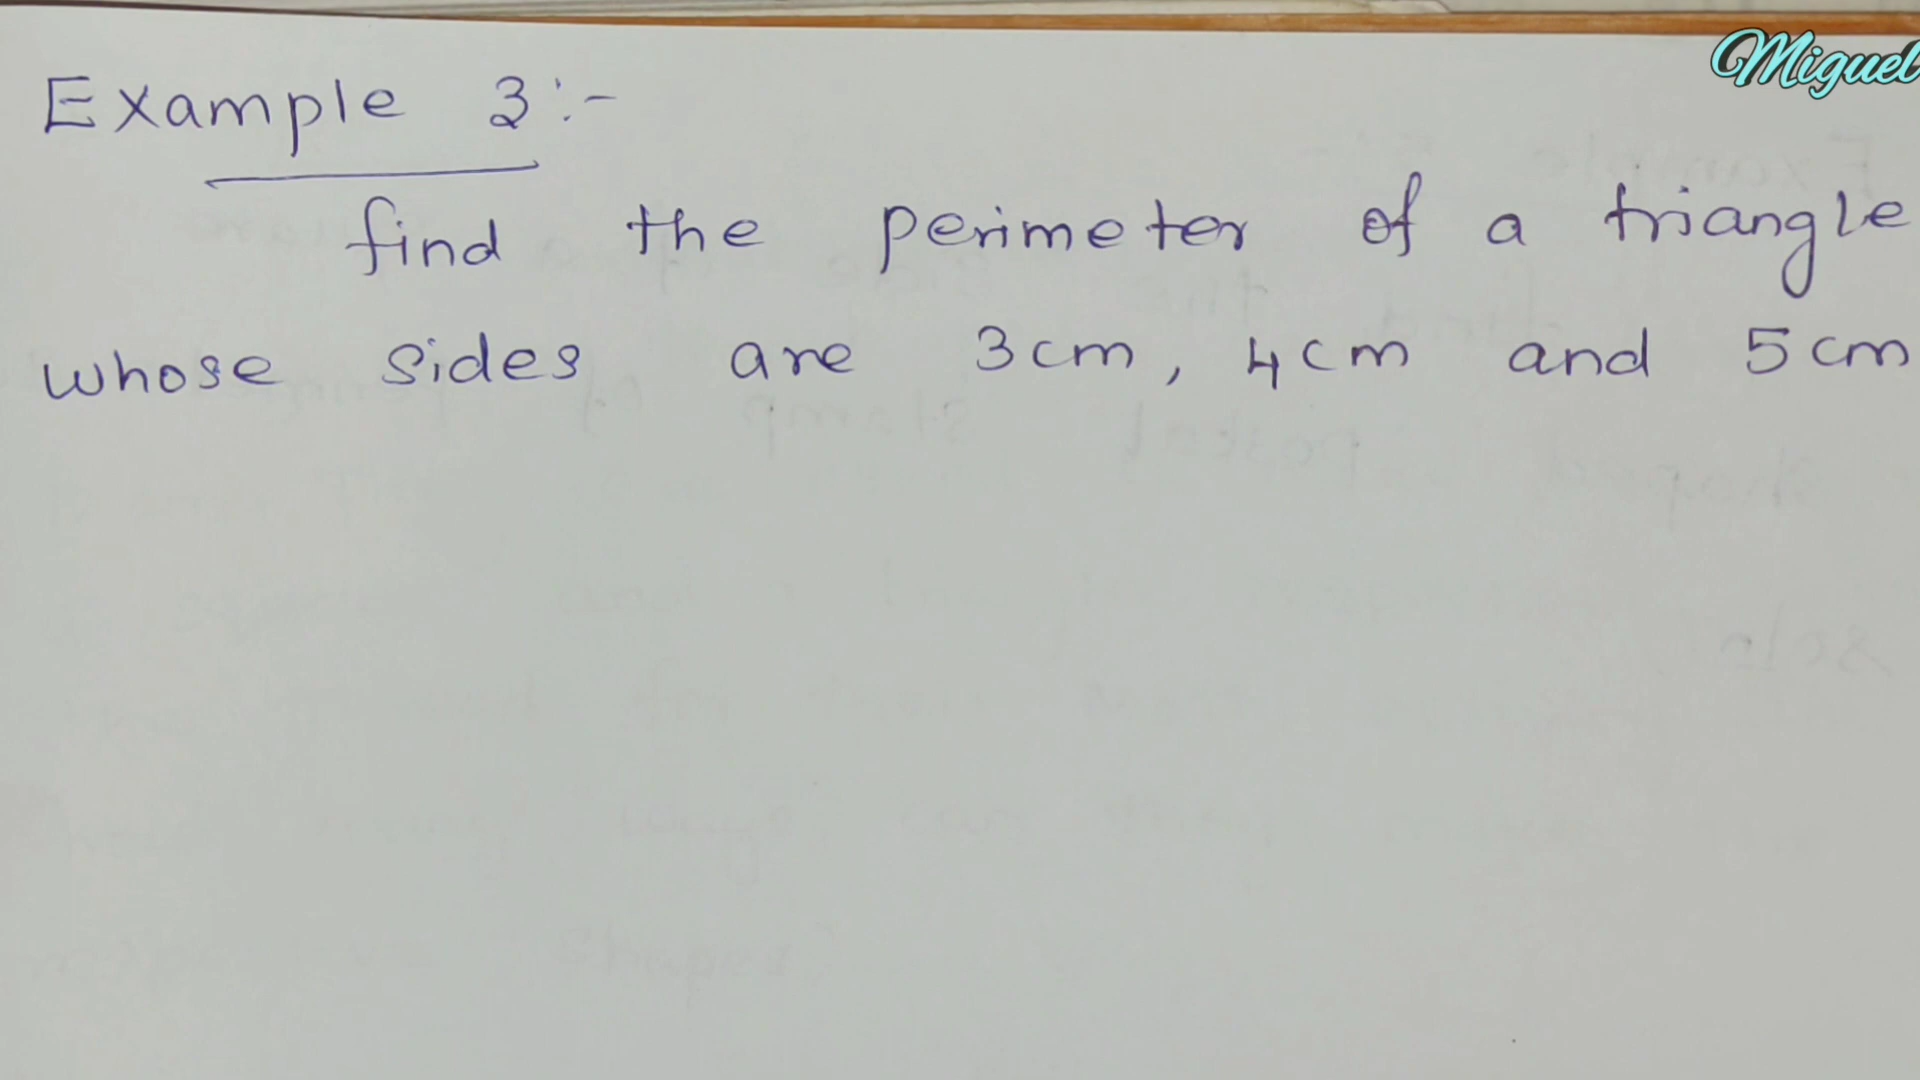 Miguel
Example 3:-
find the perimeter of a triangle
whose sides are 3cm, 4cm and 5cm